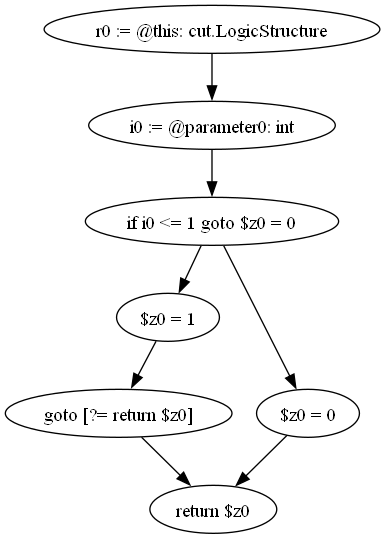 r0 := @this: cut.LogicStructure
i0 := @parameter0: int
if i0 <= 1 goto $z0 = 0
$z0 = 1
goto [?= return $z0]
$z0 = 0
return $z0